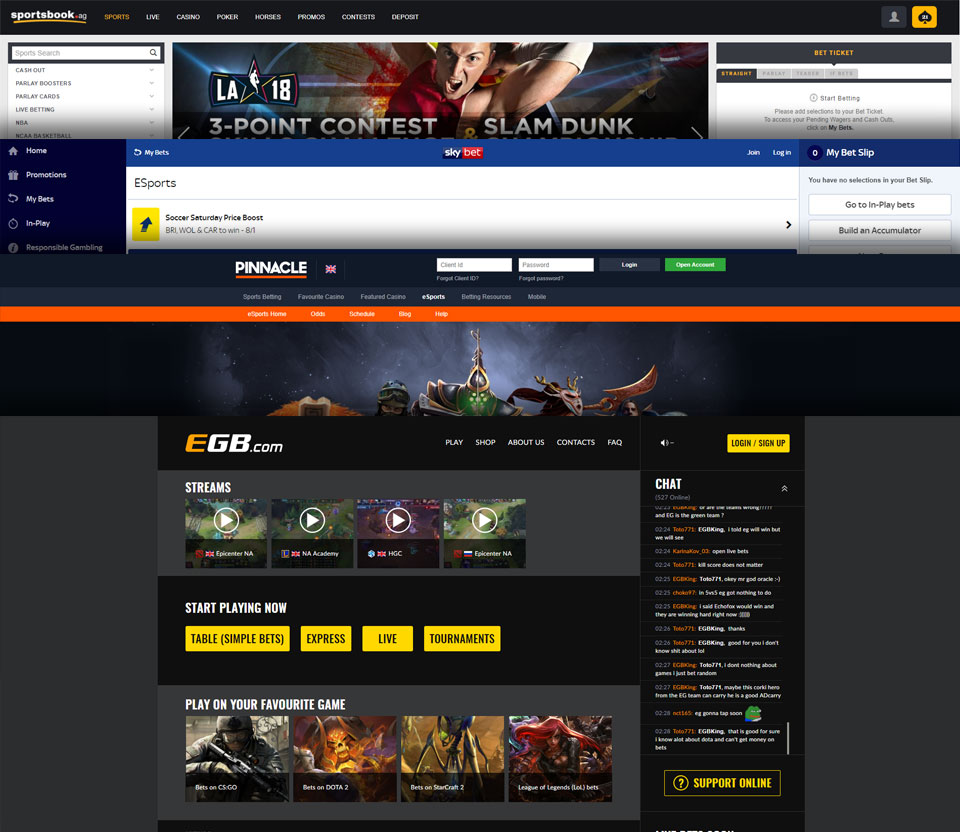 sportsbook.ag
SPORTS LIVE CASINO POKER HORSES PROMOS CONTESTS DEPOSIT
21
Sports Search
CASH OUT
PARLAY BOOSTERS
PARLAY CARDS
LIVE BETTING
NBA
NCAA BASKETBALL
LA 18
3-POINT CONTEST
& SLAM DUNK
BET TICKET
STRAIGHT PARLAY TEASER IF BETS
Start Betting
Please add selections to your Bet Ticket.
To access your Pending Wagers and Cash Outs,
click on My Bets.
Home
Promotions
My Bets
In-Play
Responsible Gambling
My Bets
sky bet
Join Log in
ESports
Soccer Saturday Price Boost
BRI, WOL & CAR to win - 8/1
0 My Bet Slip
You have no selections in your Bet Slip.
Go to In-Play bets
Build an Accumulator
PINNACLE
Client Id Password Login Open Account
Forgot Client ID? Forgot password?
Sports Betting Favourite Casino Featured Casino eSports Betting Resources Mobile
eSports Home Odds Schedule Blog Help
EGB.com
PLAY SHOP ABOUT US CONTACTS FAQ
LOGIN / SIGN UP
STREAMS
Epicenter NA
NA Academy
HGC
Epicenter NA
START PLAYING NOW
TABLE (SIMPLE BETS) EXPRESS LIVE TOURNAMENTS
PLAY ON YOUR FAVOURITE GAME
Bets on CS:GO
Bets on DOTA 2
Bets on StarCraft 2
League of Legends (LoL) bets
CHAT
(527 Online)
02:23 EGBKing: or are the teams wrong?????
and EG is the green team ?
02:24 Toto771: EGBKing, i told eg will win but
we will see
02:24 KarinaKov_03: open live bets
02:24 Toto771: kill score does not matter
02:25 EGBKing: Toto771, okey mr god oracle :-)
02:25 choko97: in 5vs5 eg got nothing to do
02:25 EGBKing: i said Echofox would win and
they are winning hard right now :)))))
02:26 Toto771: EGBKing, thanks
02:26 Toto771: EGBKing, good for you I don't
know shit about lol
02:27 EGBKing: Toto771, i dont nothing about
games I just bet random
02:27 EGBKing: Toto771, maybe this corki hero
from the EG team can carry he is a good ADcarry
02:28 nct165: eg gonna tap soon
02:28 Toto771: EGBKing, that is good for sure
i know alot about dota and can't get money on
bets
? SUPPORT ONLINE